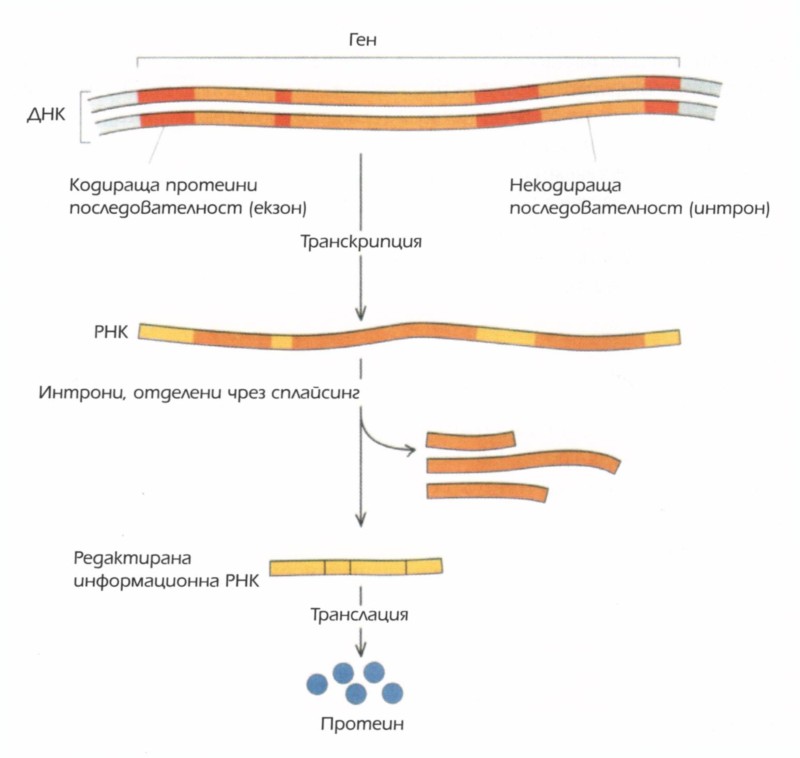 Ген
ДНК
Кодираща протеини
последователност (екзон)
Некодираща
последователност (интрон)
Транскрипция
РНК
Интрони, отделени чрез сплайсинг
Редактирана
информационна РНК
Транслация
Протеин